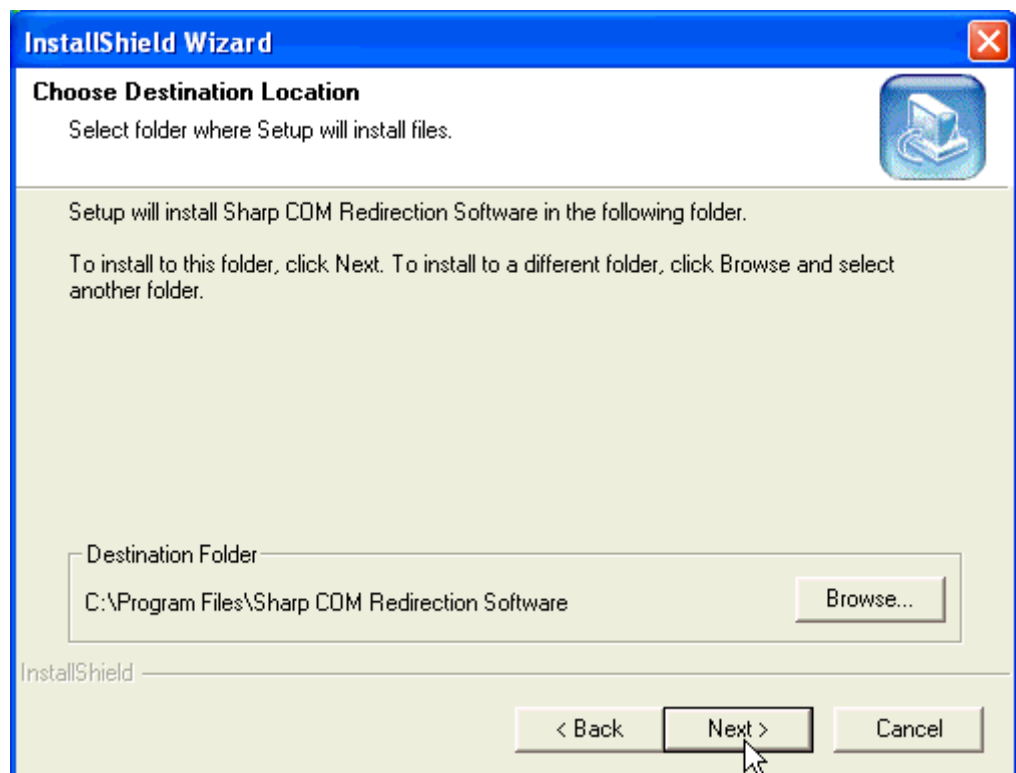 InstallShield Wizard
Choose Destination Location
Select folder where Setup will install files.
Setup will install Sharp COM Redirection Software in the following folder.
To install to this folder, click Next. To install to a different folder, click Browse and select
another folder.
Destination Folder
C:\Program Files\Sharp COM Redirection Software
Browse...
InstallShield
< Back
Next >
Cancel